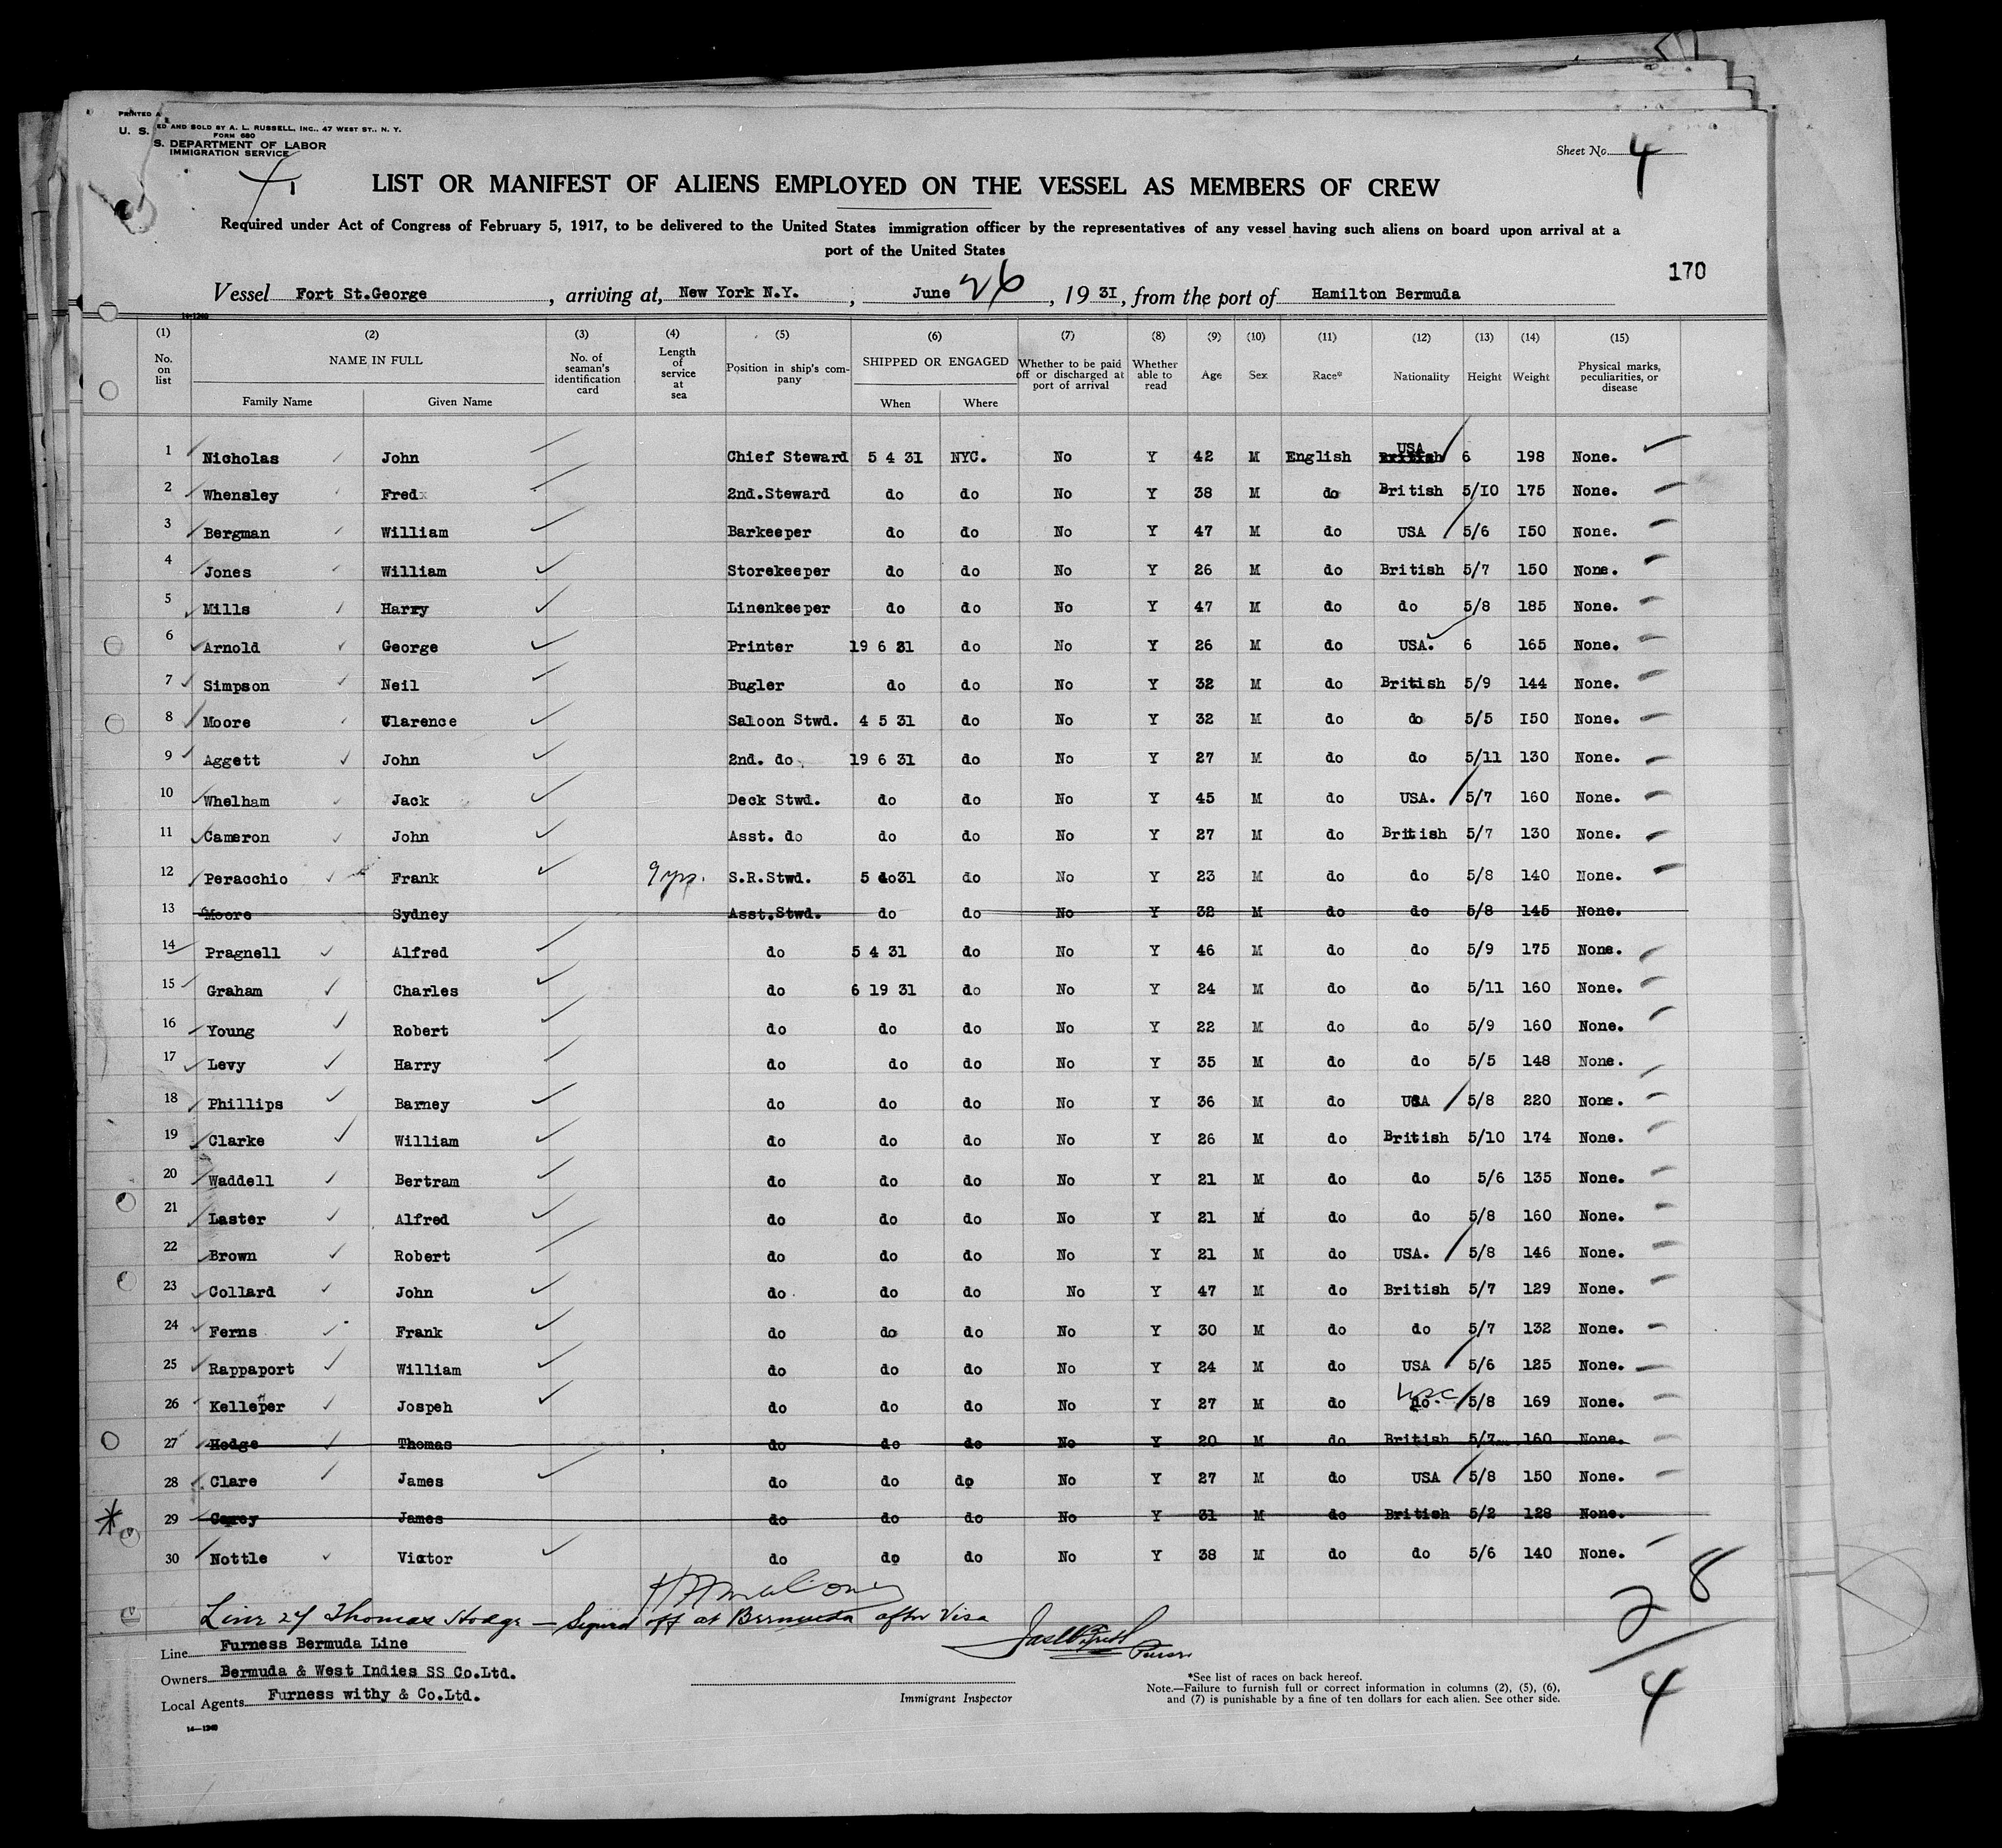 PRINTED A
U. S.
ED AND SOLD BY A. L. RUSSELL, INC., 47 WEST ST., N. Y.
FORM 680
S. DEPARTMENT OF LABOR
IMMIGRATION SERVICE
Sheet No. 4
LIST OR MANIFEST OF ALIENS EMPLOYED ON THE VESSEL AS MEMBERS OF CREW
Required under Act of Congress of February 5, 1917, to be delivered to the United States immigration officer by the representatives of any vessel having such aliens on board upon arrival at a
port of the United States
170
Vessel Fort St.George, arriving at, New York N.Y., June 26, 1931, from the port of Hamilton Bermuda
14-1240
(1) (2) (3) (4) (5) (6) (7) (8) (9) (10) (11) (12) (13) (14) (15)
No. on list NAME IN FULL Family Name Given Name No. of seaman's identification card Length of service at sea Position in ship's company SHIPPED OR ENGAGED When Where Whether to be paid off or discharged at port of arrival Whether able to read Age Sex Race* Nationality Height Weight Physical marks, peculiarities, or disease
1 Nicholas John Chief Steward 5 4 31 NYC. No Y 42 M English USA British 6 198 None.
2 Whensley Fred 2nd.Steward do do No Y 38 M do British 5/10 175 None.
3 Bergman William Barkeeper do do No Y 47 M do USA 5/6 150 None.
4 Jones William Storekeeper do do No Y 26 M do British 5/7 150 None.
5 Mills Harry Linenkeeper do do No Y 47 M do do 5/8 185 None.
6 Arnold George Printer 19 6 31 do No Y 26 M do USA. 6 165 None.
7 Simpson Neil Bugler do do No Y 32 M do British 5/9 144 None.
8 Moore Clarence Saloon Stwd. 4 5 31 do No Y 32 M do do 5/5 150 None.
9 Aggett John 2nd. do 19 6 31 do No Y 27 M do do 5/11 130 None.
10 Whelham Jack Deck Stwd. do do No Y 45 M do USA. 5/7 160 None.
11 Cameron John Asst. do do do No Y 27 M do British 5/7 130 None.
12 Peracchio Frank 9 yrs. S.R.Stwd. 5 do31 do No Y 23 M do do 5/8 140 None.
13 Moore Sydney Asst.Stwd. do do No Y 32 M do do 5/8 145 None.
14 Pragnell Alfred do 5 4 31 do No Y 46 M do do 5/9 175 None.
15 Graham Charles do 6 19 31 do No Y 24 M do do 5/11 160 None.
16 Young Robert do do do No Y 22 M do do 5/9 160 None.
17 Levy Harry do do do No Y 35 M do do 5/5 148 None.
18 Phillips Barney do do do No Y 36 M do USA 5/8 220 None.
19 Clarke William do do do No Y 26 M do British 5/10 174 None.
20 Waddell Bertram do do do No Y 21 M do do 5/6 135 None.
21 Laster Alfred do do do No Y 21 M do do 5/8 160 None.
22 Brown Robert do do do No Y 21 M do USA. 5/8 146 None.
23 Collard John do do do No Y 47 M do British 5/7 129 None.
24 Ferns Frank do do do No Y 30 M do do 5/7 132 None.
25 Rappaport William do do do No Y 24 M do USA 5/6 125 None.
26 Kelleper Jospeh do do do No Y 27 M do do. 5/8 169 None.
27 Hodge Thomas do do do No Y 20 M do British 5/7 160 None.
28 Clare James do do do No Y 27 M do USA 5/8 150 None.
* 29 Carey James do do do No Y 31 M do British 5/2 128 None.
30 Nottle Victor do do do No Y 38 M do do 5/6 140 None.
Line 27 Thomas Hodge — Signed off at Bermuda after Visa
Purser
28
4
Line Furness Bermuda Line
Owners Bermuda & West Indies SS Co.Ltd.
Local Agents Furness withy & Co.Ltd.
14—1240
Immigrant Inspector
*See list of races on back hereof.
Note.—Failure to furnish full or correct information in columns (2), (5), (6),
and (7) is punishable by a fine of ten dollars for each alien. See other side.